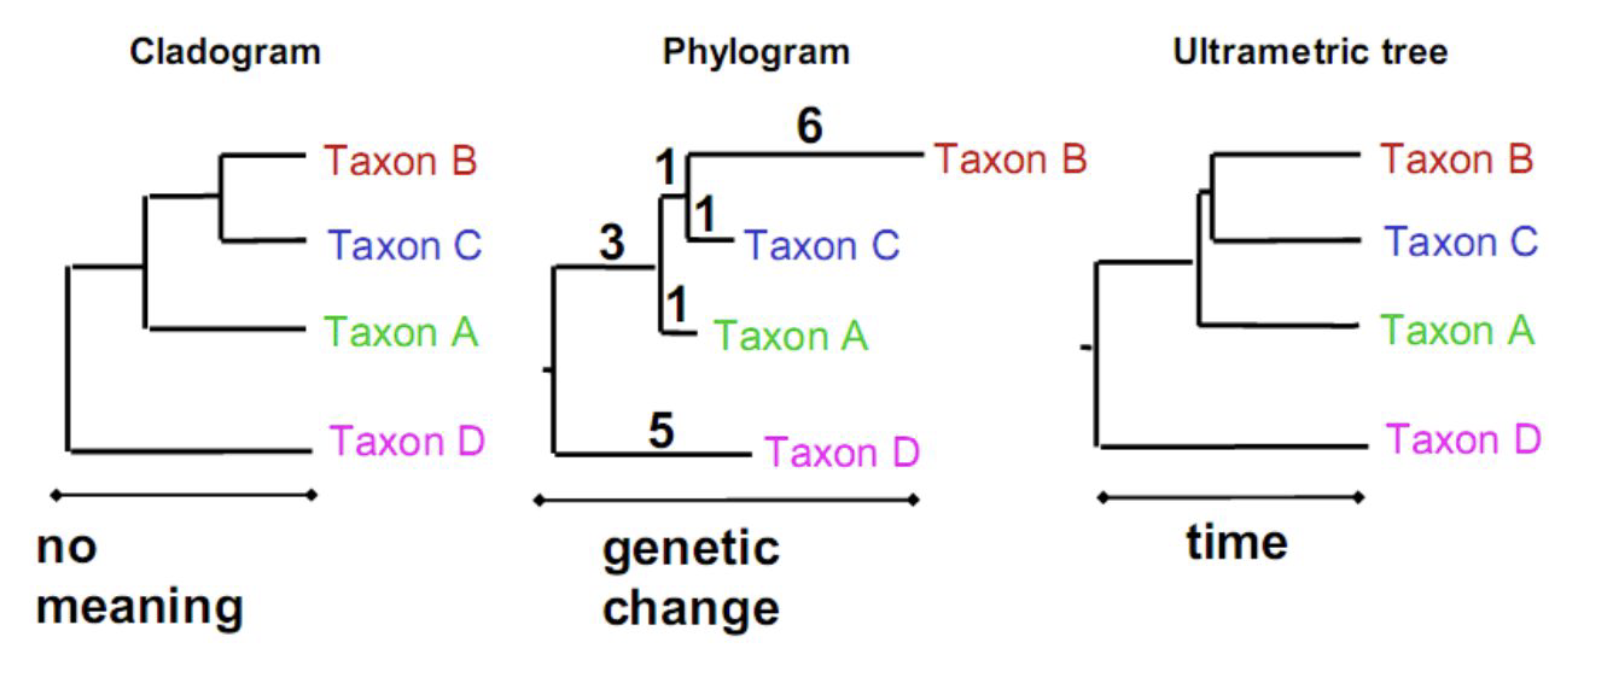 Cladogram
Taxon B
Taxon C
Taxon A
Taxon D
no
meaning
Phylogram
6
1
Taxon B
1
3
Taxon C
1
Taxon A
5
Taxon D
genetic
change
Ultrametric tree
Taxon B
Taxon C
Taxon A
Taxon D
time